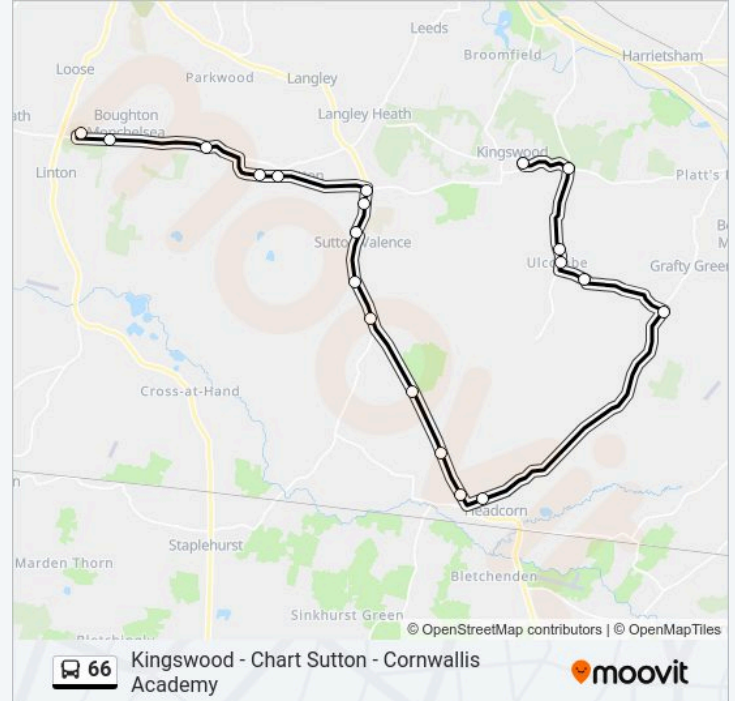 Leeds
Broomfield
Harrietsham
Loose
Parkwood
Langley
Boughton
Monchelsea
Langley Heath
Kingswood
Linton
Platt's
Sutton Valence
Grafty Green
Cross-at-Hand
Headcorn
Staplehurst
Marden Thorn
Bletchenden
Sinkhurst Green
© OpenStreetMap contributors | © OpenMapTiles
66
Kingswood - Chart Sutton - Cornwallis
Academy
moovit